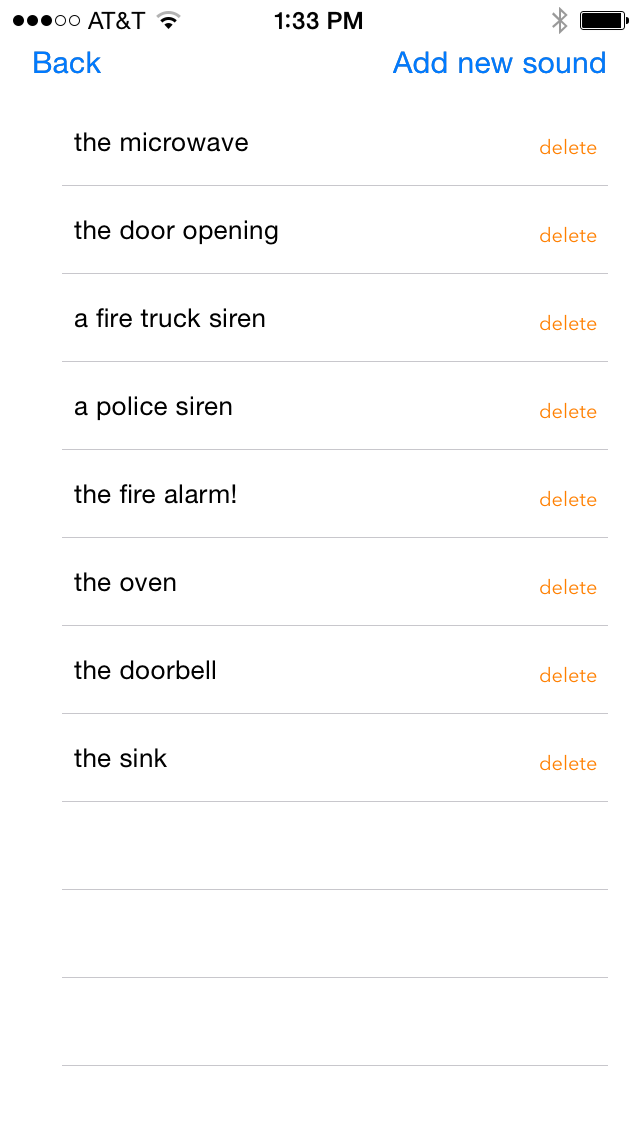 AT&T 1:33 PM
Back Add new sound
the microwave delete
the door opening delete
a fire truck siren delete
a police siren delete
the fire alarm! delete
the oven delete
the doorbell delete
the sink delete